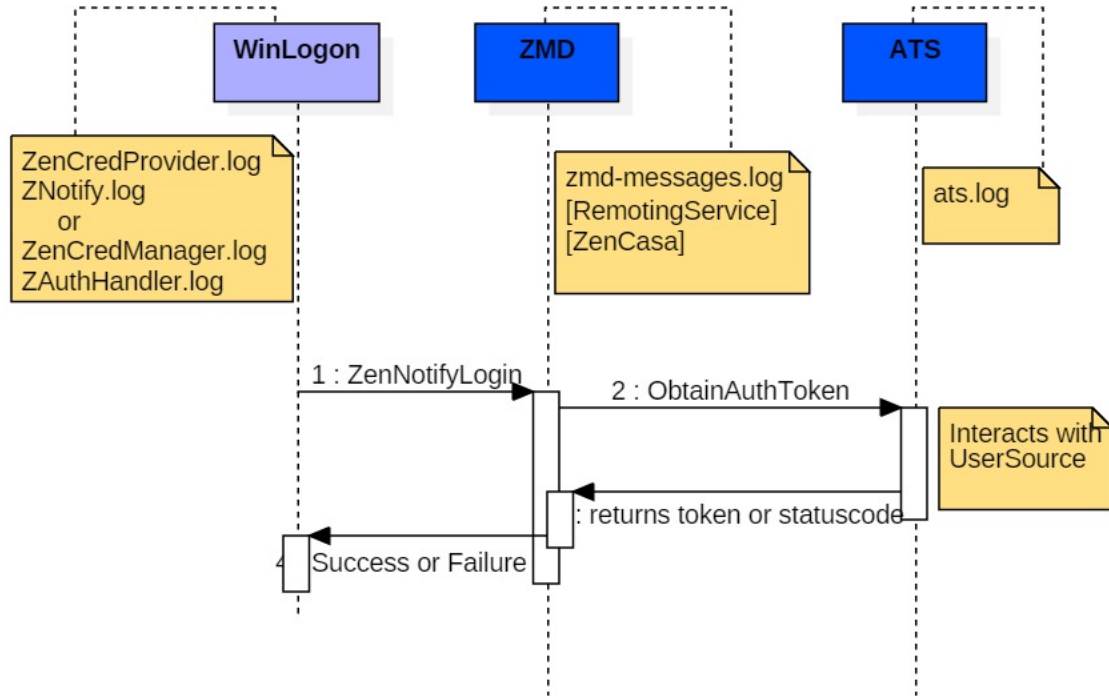 WinLogon
ZMD
ATS
ZenCredProvider.log
ZNotify.log
or
ZenCredManager.log
ZAuthHandler.log
zmd-messages.log
[RemotingService]
[ZenCasa]
ats.log
1 : ZenNotifyLogin
2 : ObtainAuthToken
Interacts with
UserSource
: returns token or statuscode
Success or Failure